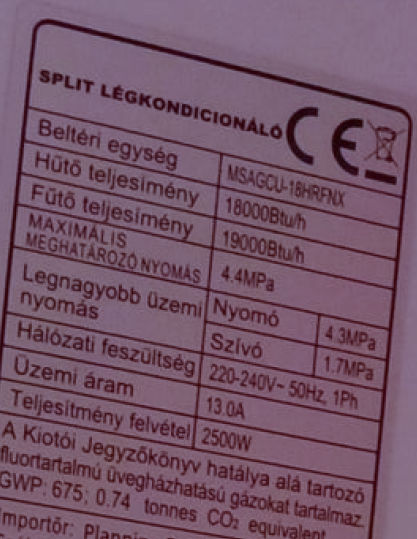 SPLIT LÉGKONDICIONÁLÓ CE
Beltéri egység MSAGCU-18HRFNX
Hűtő teljesímény 18000Btu/h
Fűtő teljesímény 19000Btu/h
MAXIMÁLIS
MEGHATÁROZÓ NYOMÁS 4.4MPa
Legnagyobb üzemi nyomás Nyomó 4.3MPa
Szívó 1.7MPa
Hálózati feszültség 220-240V~ 50Hz, 1Ph
Üzemi áram 13.0A
Teljesítmény felvétel 2500W
A Kiotói Jegyzőkönyv hatálya alá tartozó
fluortartalmú üvegházhatású gázokat tartalmaz.
GWP: 675; 0.74 tonnes CO₂ equivalent
Importőr: